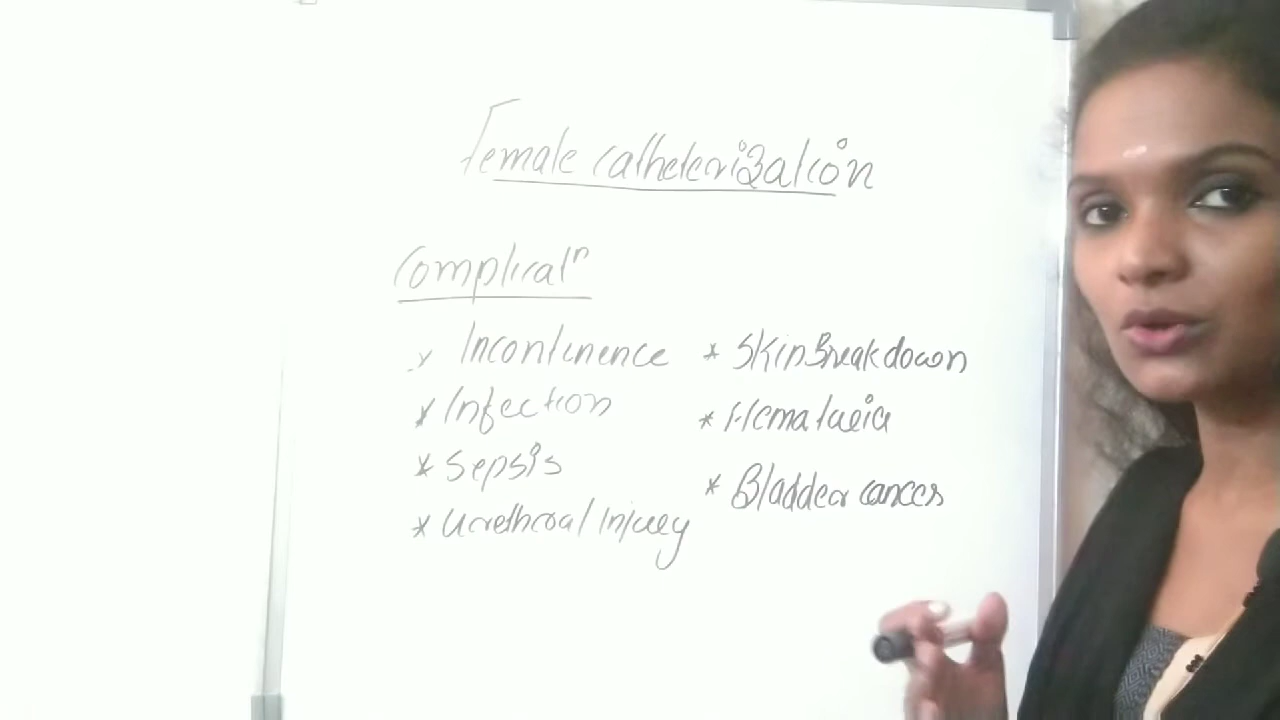 Female catheterization
Complicatⁿ
* Incontinence
* Infection
* Sepsis
* Urethral Injury
* Skin Breakdown
* Hematuria
* Bladder cancer